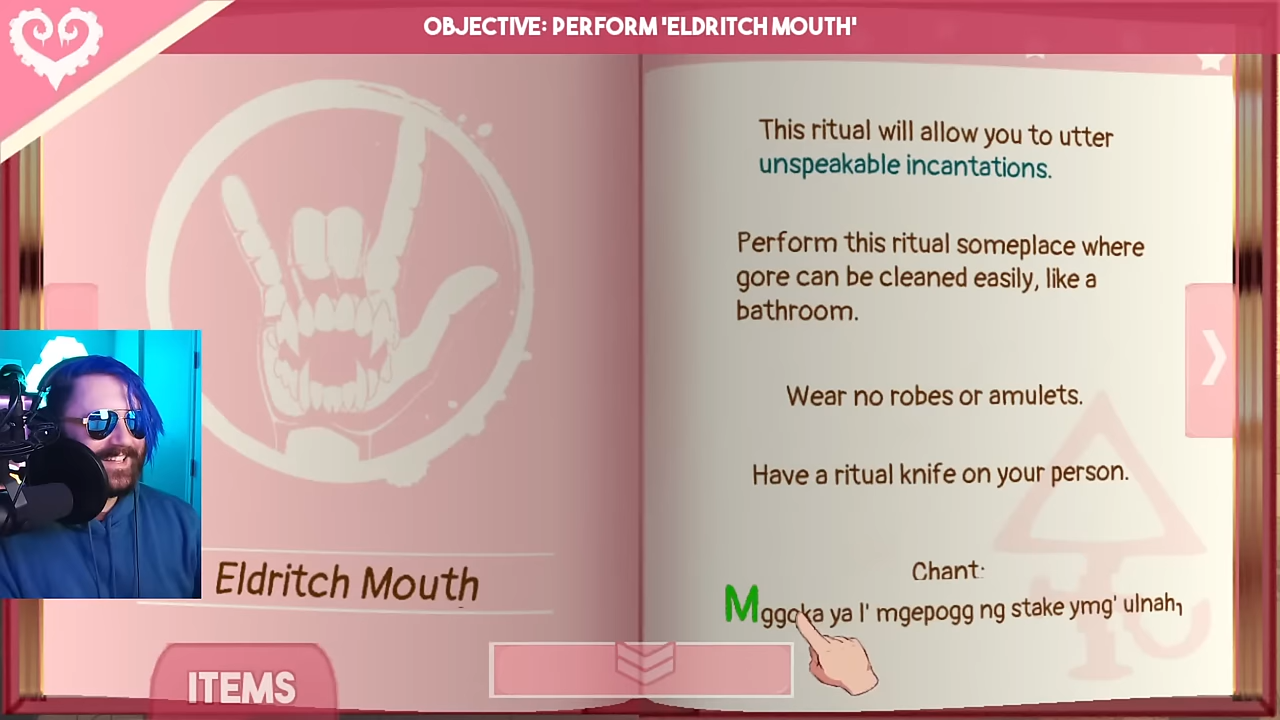 OBJECTIVE: PERFORM 'ELDRITCH MOUTH'
Eldritch Mouth
This ritual will allow you to utter
unspeakable incantations.
Perform this ritual someplace where
gore can be cleaned easily, like a
bathroom.
Wear no robes or amulets.
Have a ritual knife on your person.
Chant:
Mggoka ya l' mgepogg ng stake ymg' ulnah,
ITEMS